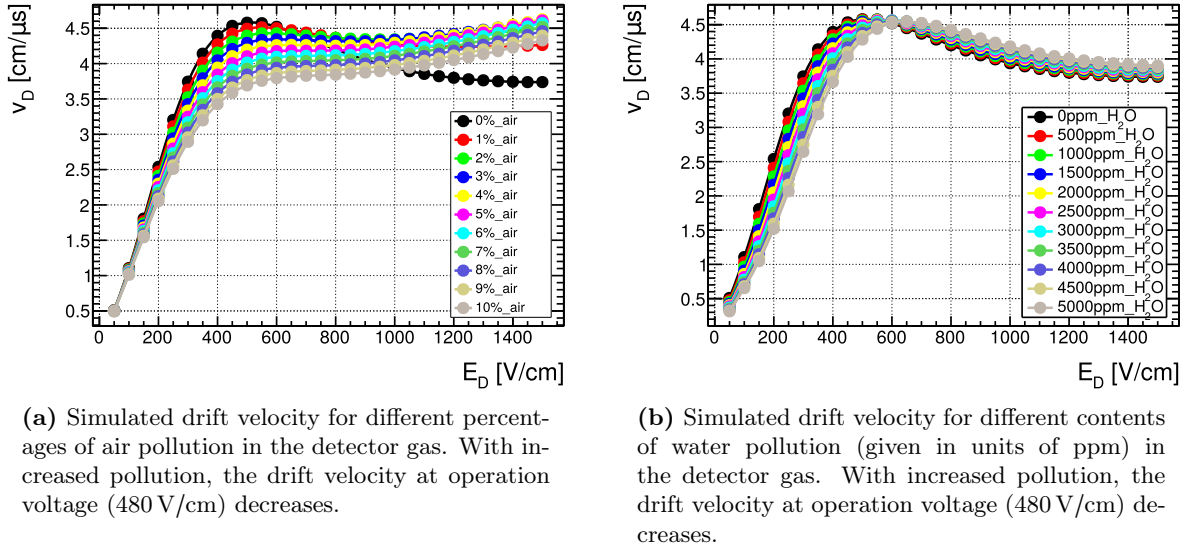 v_D [cm/µs]
4.5
4
3.5
3
2.5
2
1.5
1
0.5
0%_air
1%_air
2%_air
3%_air
4%_air
5%_air
6%_air
7%_air
8%_air
9%_air
10%_air
0 200 400 600 800 1000 1200 1400
E_D [V/cm]
(a) Simulated drift velocity for different percent-
ages of air pollution in the detector gas. With in-
creased pollution, the drift velocity at operation
voltage (480 V/cm) decreases.
v_D [cm/µs]
4.5
4
3.5
3
2.5
2
1.5
1
0.5
0ppm_H₂O
500ppm_H₂O
1000ppm_H₂O
1500ppm_H₂O
2000ppm_H₂O
2500ppm_H₂O
3000ppm_H₂O
3500ppm_H₂O
4000ppm_H₂O
4500ppm_H₂O
5000ppm_H₂O
0 200 400 600 800 1000 1200 1400
E_D [V/cm]
(b) Simulated drift velocity for different contents
of water pollution (given in units of ppm) in
the detector gas. With increased pollution, the
drift velocity at operation voltage (480 V/cm) de-
creases.